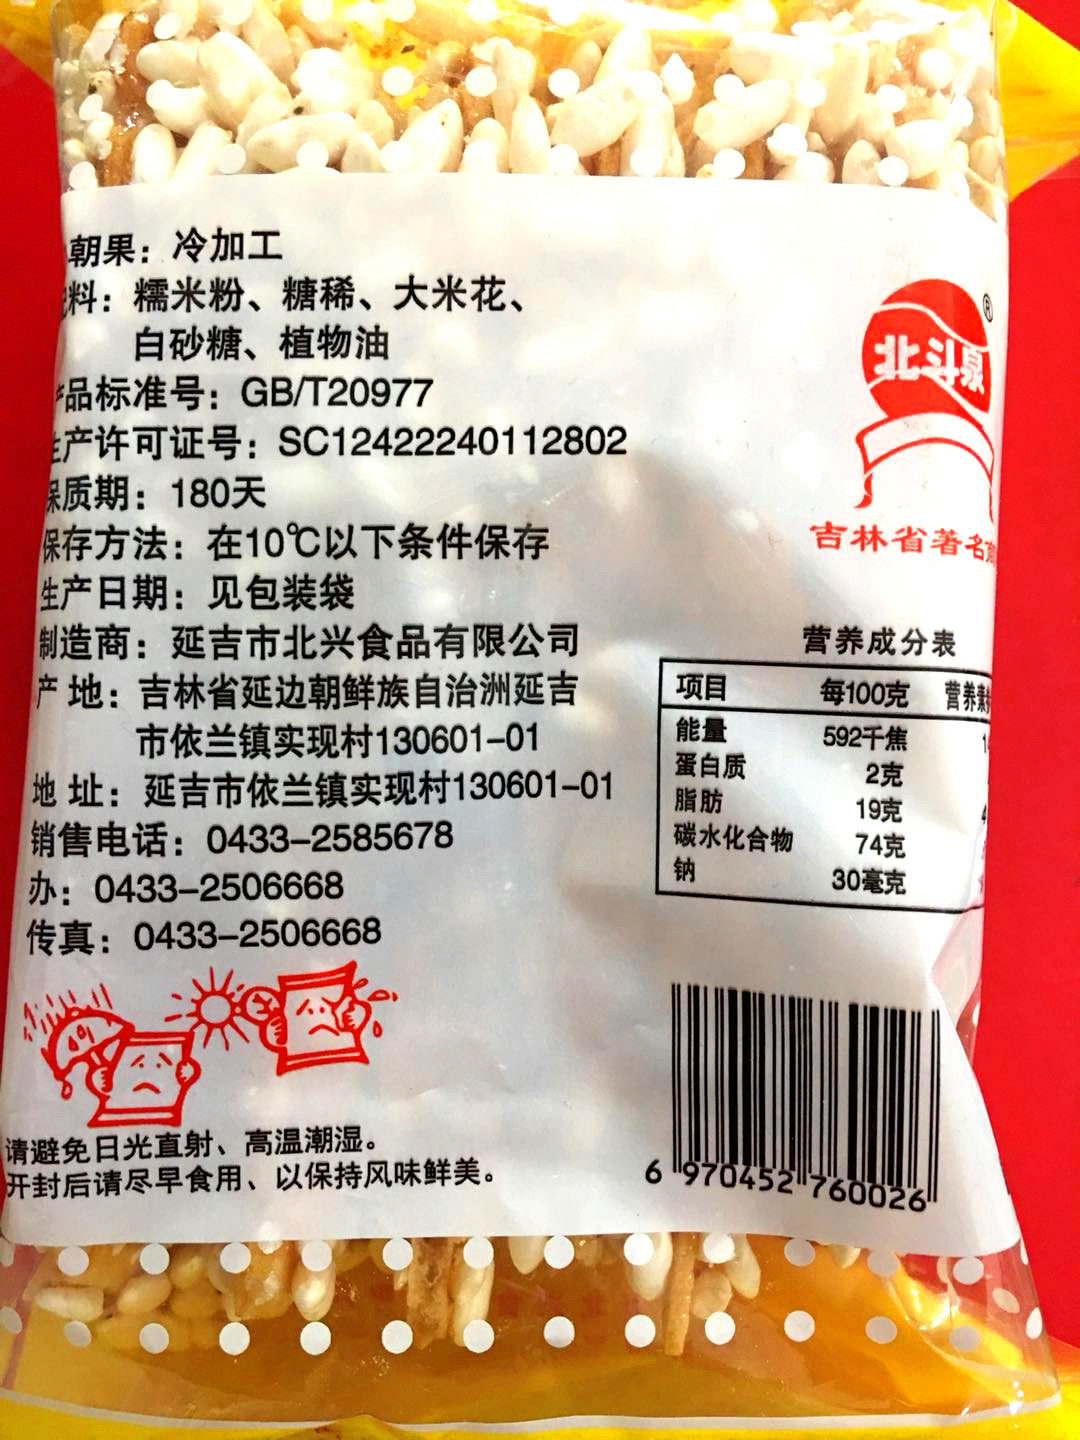 朝果：冷加工
料：糯米粉、糖稀、大米花、
白砂糖、植物油
产品标准号：GB/T20977
生产许可证号：SC12422240112802
保质期：180天
保存方法：在10℃以下条件保存
生产日期：见包装袋
制造商：延吉市北兴食品有限公司
产 地：吉林省延边朝鲜族自治洲延吉
市依兰镇实现村130601-01
地 址：延吉市依兰镇实现村130601-01
销售电话：0433-2585678
办：0433-2506668
传真：0433-2506668
请避免日光直射、高温潮湿。
开封后请尽早食用、以保持风味鲜美。
北斗泉®
吉林省著名商
营养成分表
项目 每100克 营养素
能量 592千焦
蛋白质 2克
脂肪 19克
碳水化合物 74克
钠 30毫克
6 970452 760026